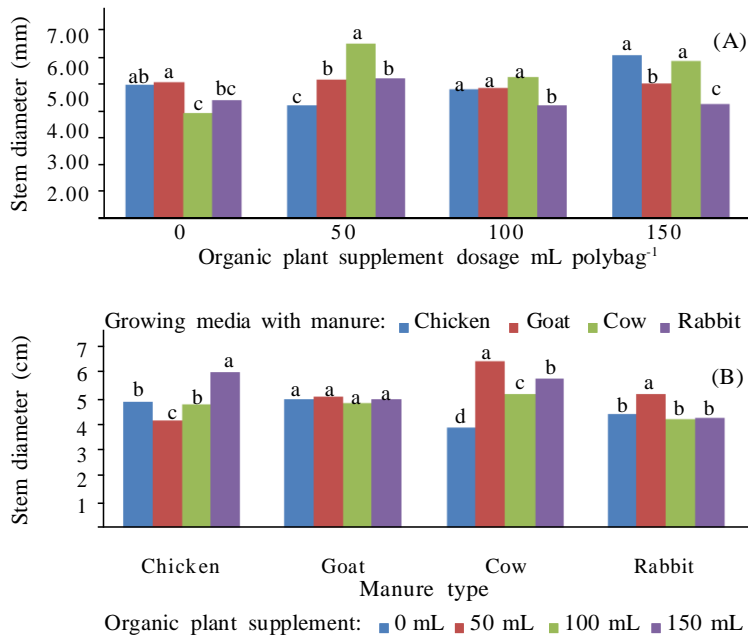 (A)
Stem diameter (mm)
7.00
6.00
5.00
4.00
3.00
2.00
ab a c bc
c b a b
a a a b
a b a c
0 50 100 150
Organic plant supplement dosage mL polybag-1
Growing media with manure: Chicken Goat Cow Rabbit
(B)
Stem diameter (cm)
7
6
5
4
3
2
1
b c b a
a a a a
d a c b
b a b b
Chicken Goat Cow Rabbit
Manure type
Organic plant supplement: 0 mL 50 mL 100 mL 150 mL